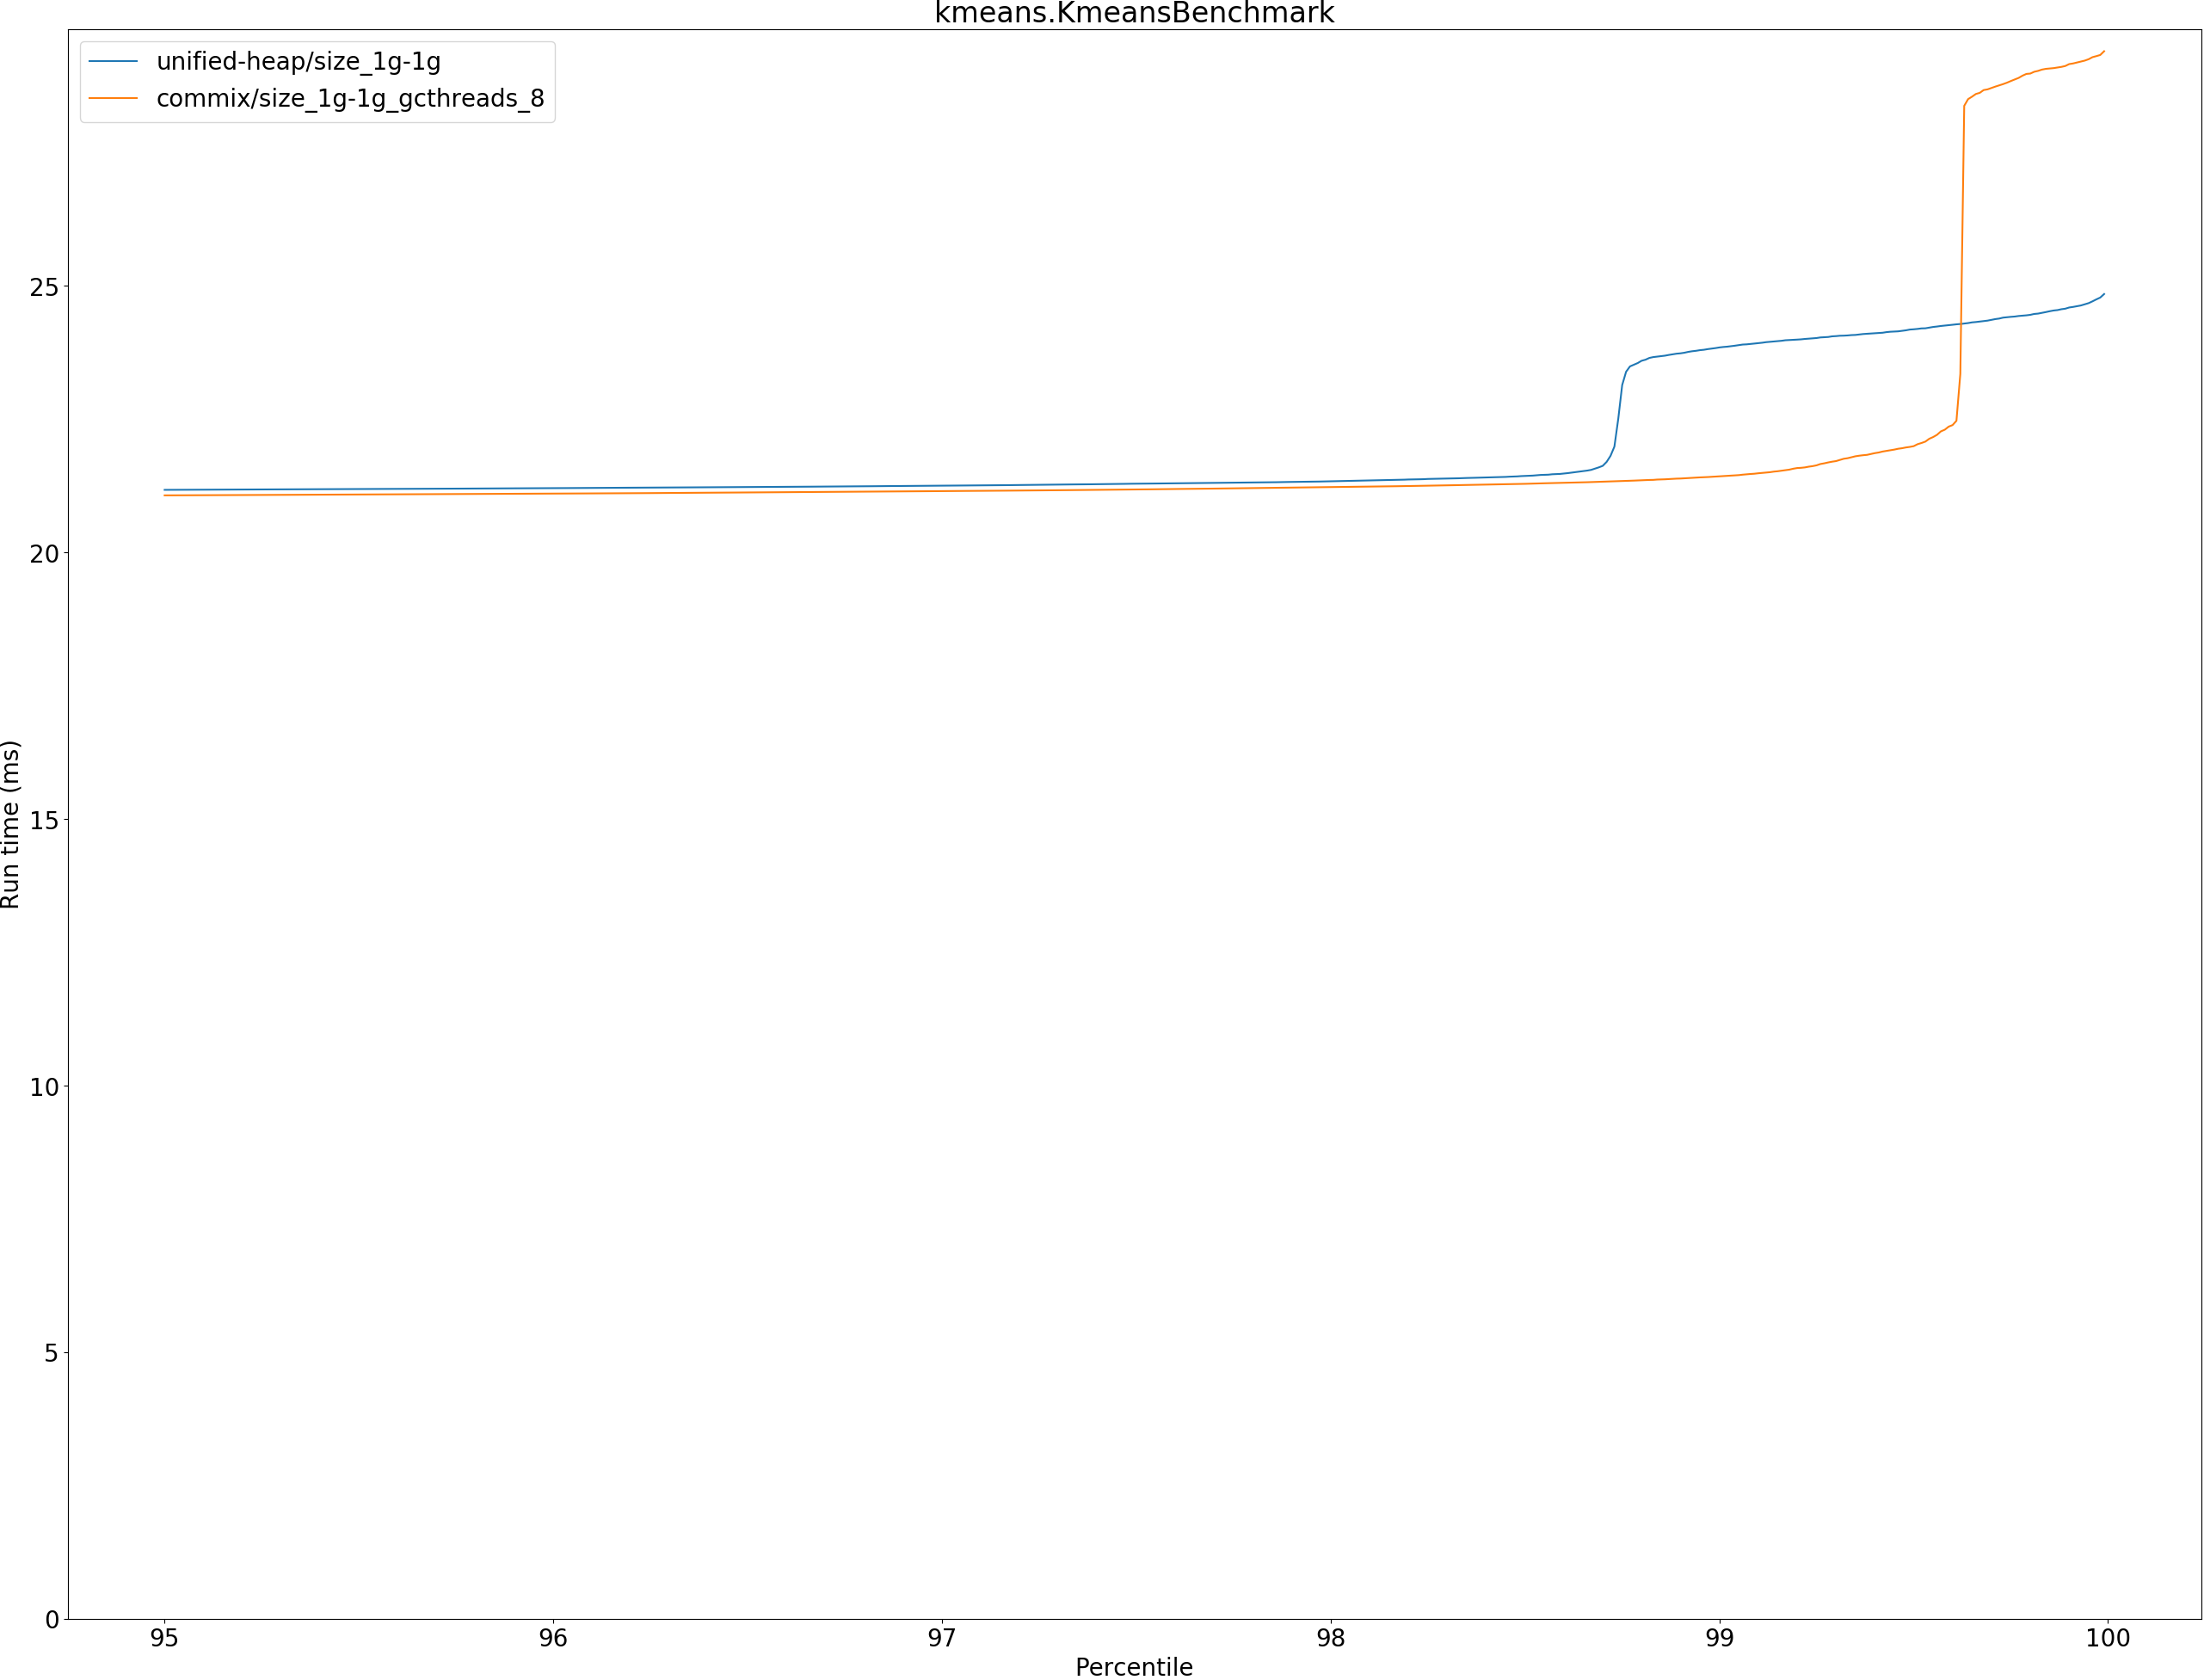 kmeans.KmeansBenchmark
unified-heap/size_1g-1g
commix/size_1g-1g_gcthreads_8
25
20
15
10
5
0
Run time (ms)
95 96 97 98 99 100
Percentile